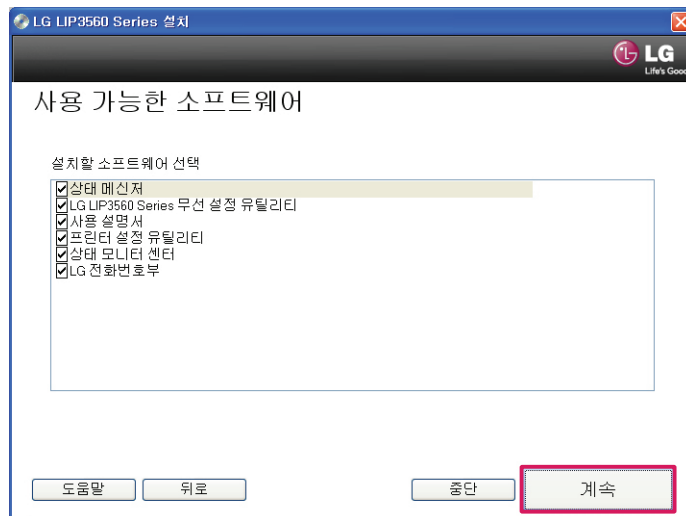 LG LIP3560 Series 설치
LG
Life's Good
사용 가능한 소프트웨어
설치할 소프트웨어 선택
상태 메신저
LG LIP3560 Series 무선 설정 유틸리티
사용 설명서
프린터 설정 유틸리티
상태 모니터 센터
LG 전화번호부
도움말 뒤로 중단 계속